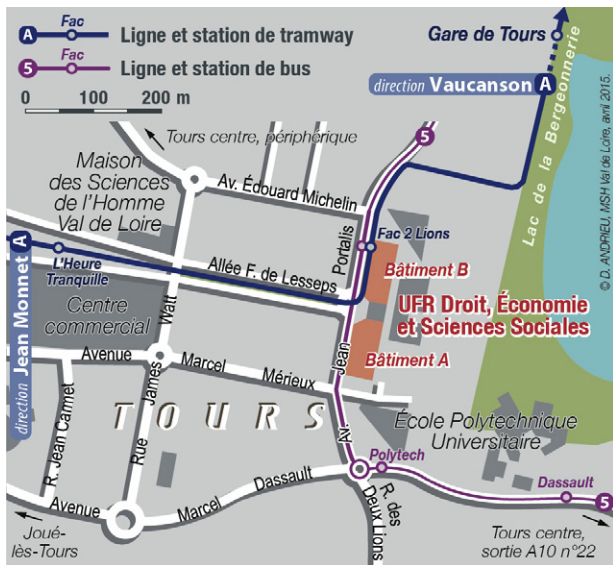 A Fac Ligne et station de tramway
5 Fac Ligne et station de bus
0 100 200 m
Gare de Tours
direction Vaucanson A
© D. ANDRIEU, MSH Val de Loire, avril 2015.
Lac de la Bergeonnerie
5
Tours centre, périphérique
Maison
des Sciences
de l'Homme
Val de Loire
Av. Édouard Michelin
A
L'Heure
Tranquille
Allée F. de Lesseps
Fac 2 Lions
Bâtiment B
UFR Droit, Économie
et Sciences Sociales
Bâtiment A
Av. Jean Portalis
Centre
commercial
direction Jean Monnet
Avenue Marcel Mérieux
Rue James Watt
R. Jean Carmet
TOURS
École Polytechnique
Universitaire
Polytech
Dassault
5
Avenue Marcel Dassault
R. des
Deux Lions
Joué-
lès-Tours
Tours centre,
sortie A10 n°22